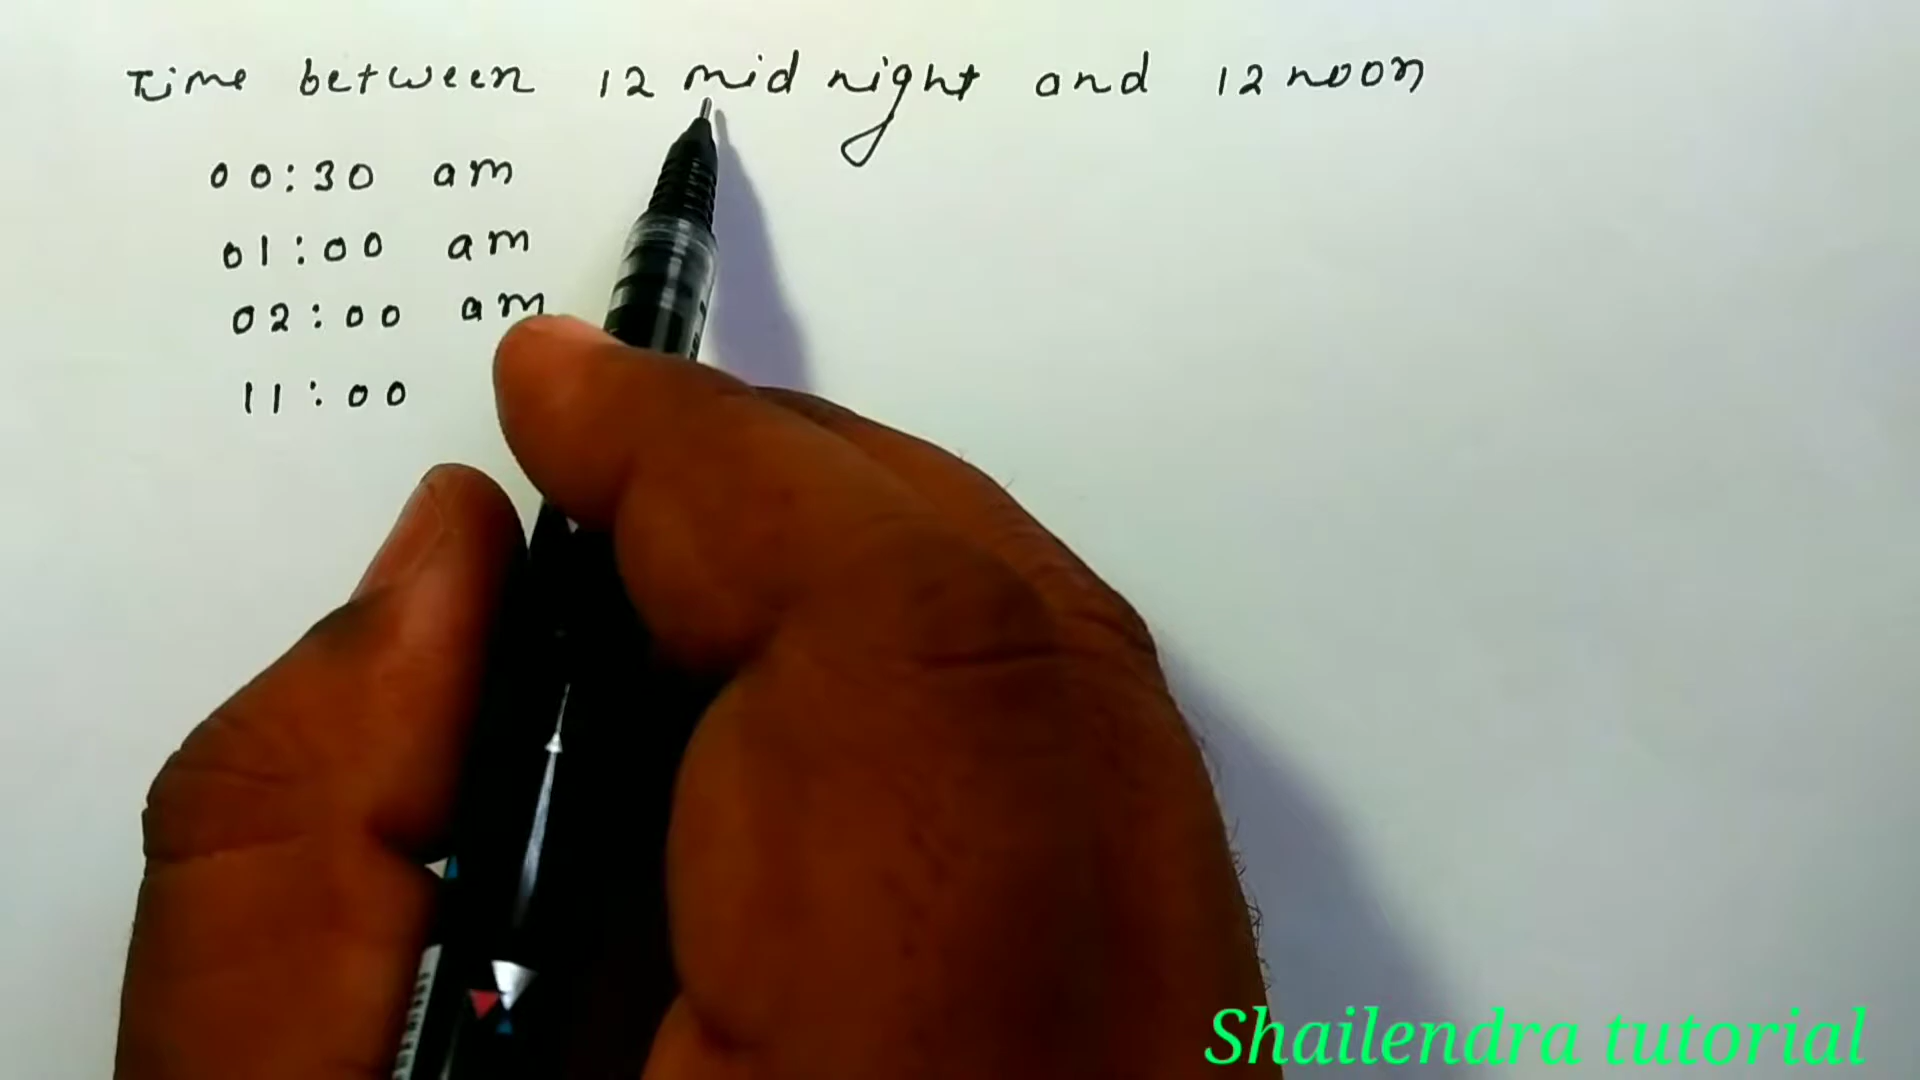 Time between 12 mid night and 12 noon
00:30 am
01:00 am
02:00 am
11:00
Shailendra tutorial